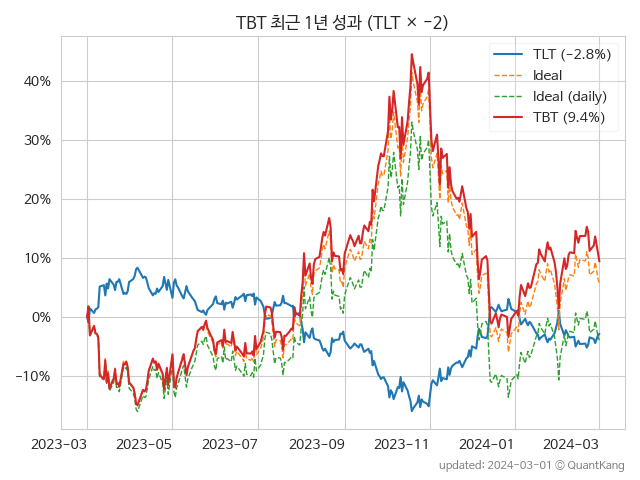 TBT 최근 1년 성과 (TLT × −2)
TLT (−2.8%)
Ideal
Ideal (daily)
TBT (9.4%)
40%
30%
20%
10%
0%
−10%
2023-03 2023-05 2023-07 2023-09 2023-11 2024-01 2024-03
updated: 2024-03-01 © QuantKang